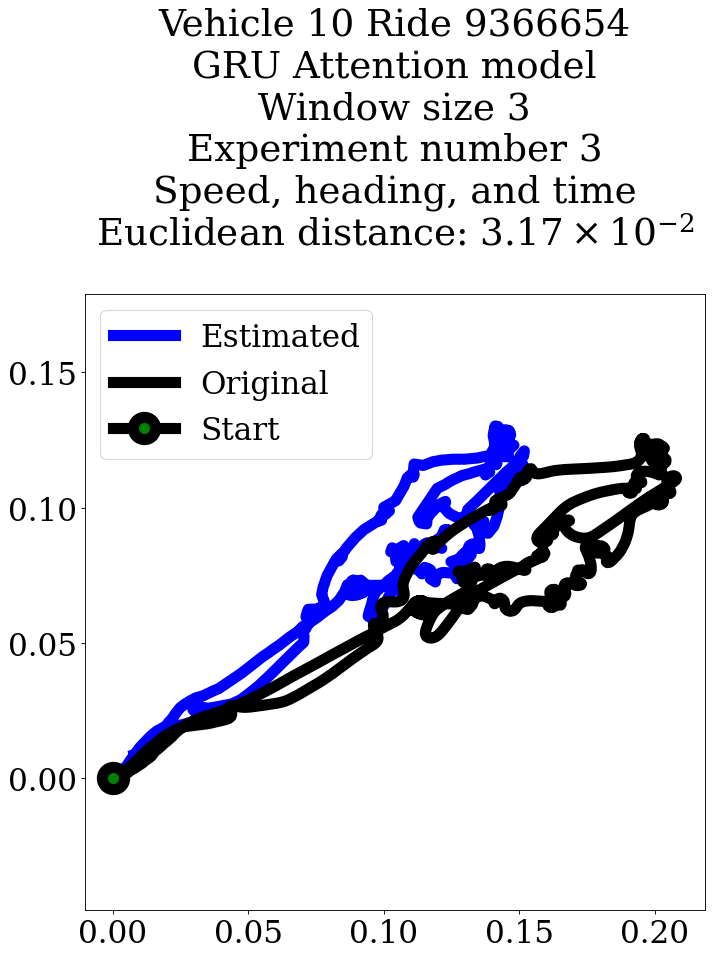 Vehicle 10 Ride 9366654
GRU Attention model
Window size 3
Experiment number 3
Speed, heading, and time
Euclidean distance: 3.17 × 10⁻²
Estimated
Original
Start
0.15
0.10
0.05
0.00
0.00 0.05 0.10 0.15 0.20